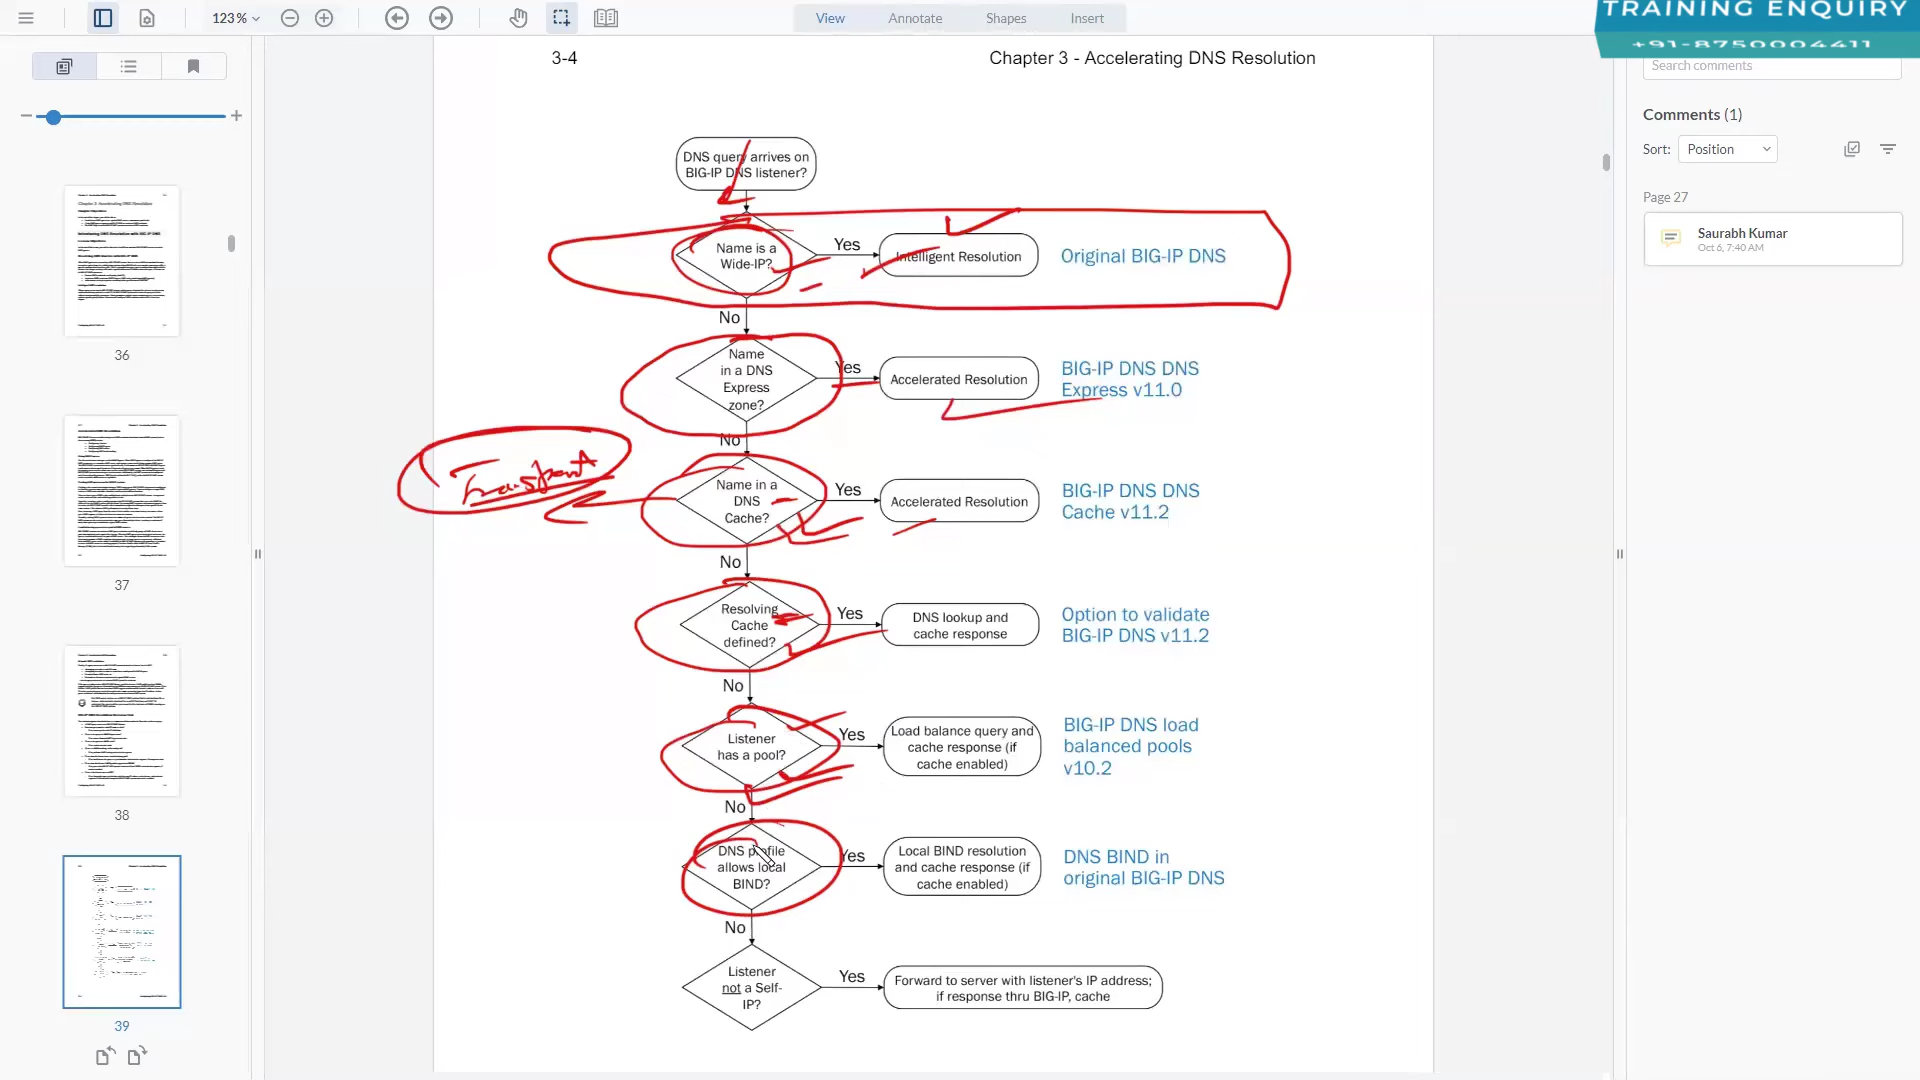 123%
View
Annotate
Shapes
Insert
TRAINING ENQUIRY
+91-8750004411
Search comments
Comments (1)
Sort:
Position
Page 27
Saurabh Kumar
Oct 6, 7:40 AM
36
37
38
39
3-4
Chapter 3 - Accelerating DNS Resolution
DNS query arrives on
BIG-IP DNS listener?
Name is a
Wide-IP?
Yes
Intelligent Resolution
Original BIG-IP DNS
No
Name
in a DNS
Express
zone?
Yes
Accelerated Resolution
BIG-IP DNS DNS
Express v11.0
No
Name in a
DNS
Cache?
Yes
Accelerated Resolution
BIG-IP DNS DNS
Cache v11.2
No
Resolving
Cache
defined?
Yes
DNS lookup and
cache response
Option to validate
BIG-IP DNS v11.2
No
Listener
has a pool?
Yes
Load balance query and
cache response (if
cache enabled)
BIG-IP DNS load
balanced pools
v10.2
No
DNS profile
allows local
BIND?
Yes
Local BIND resolution
and cache response (if
cache enabled)
DNS BIND in
original BIG-IP DNS
No
Listener
not a Self-
IP?
Yes
Forward to server with listener's IP address;
if response thru BIG-IP, cache